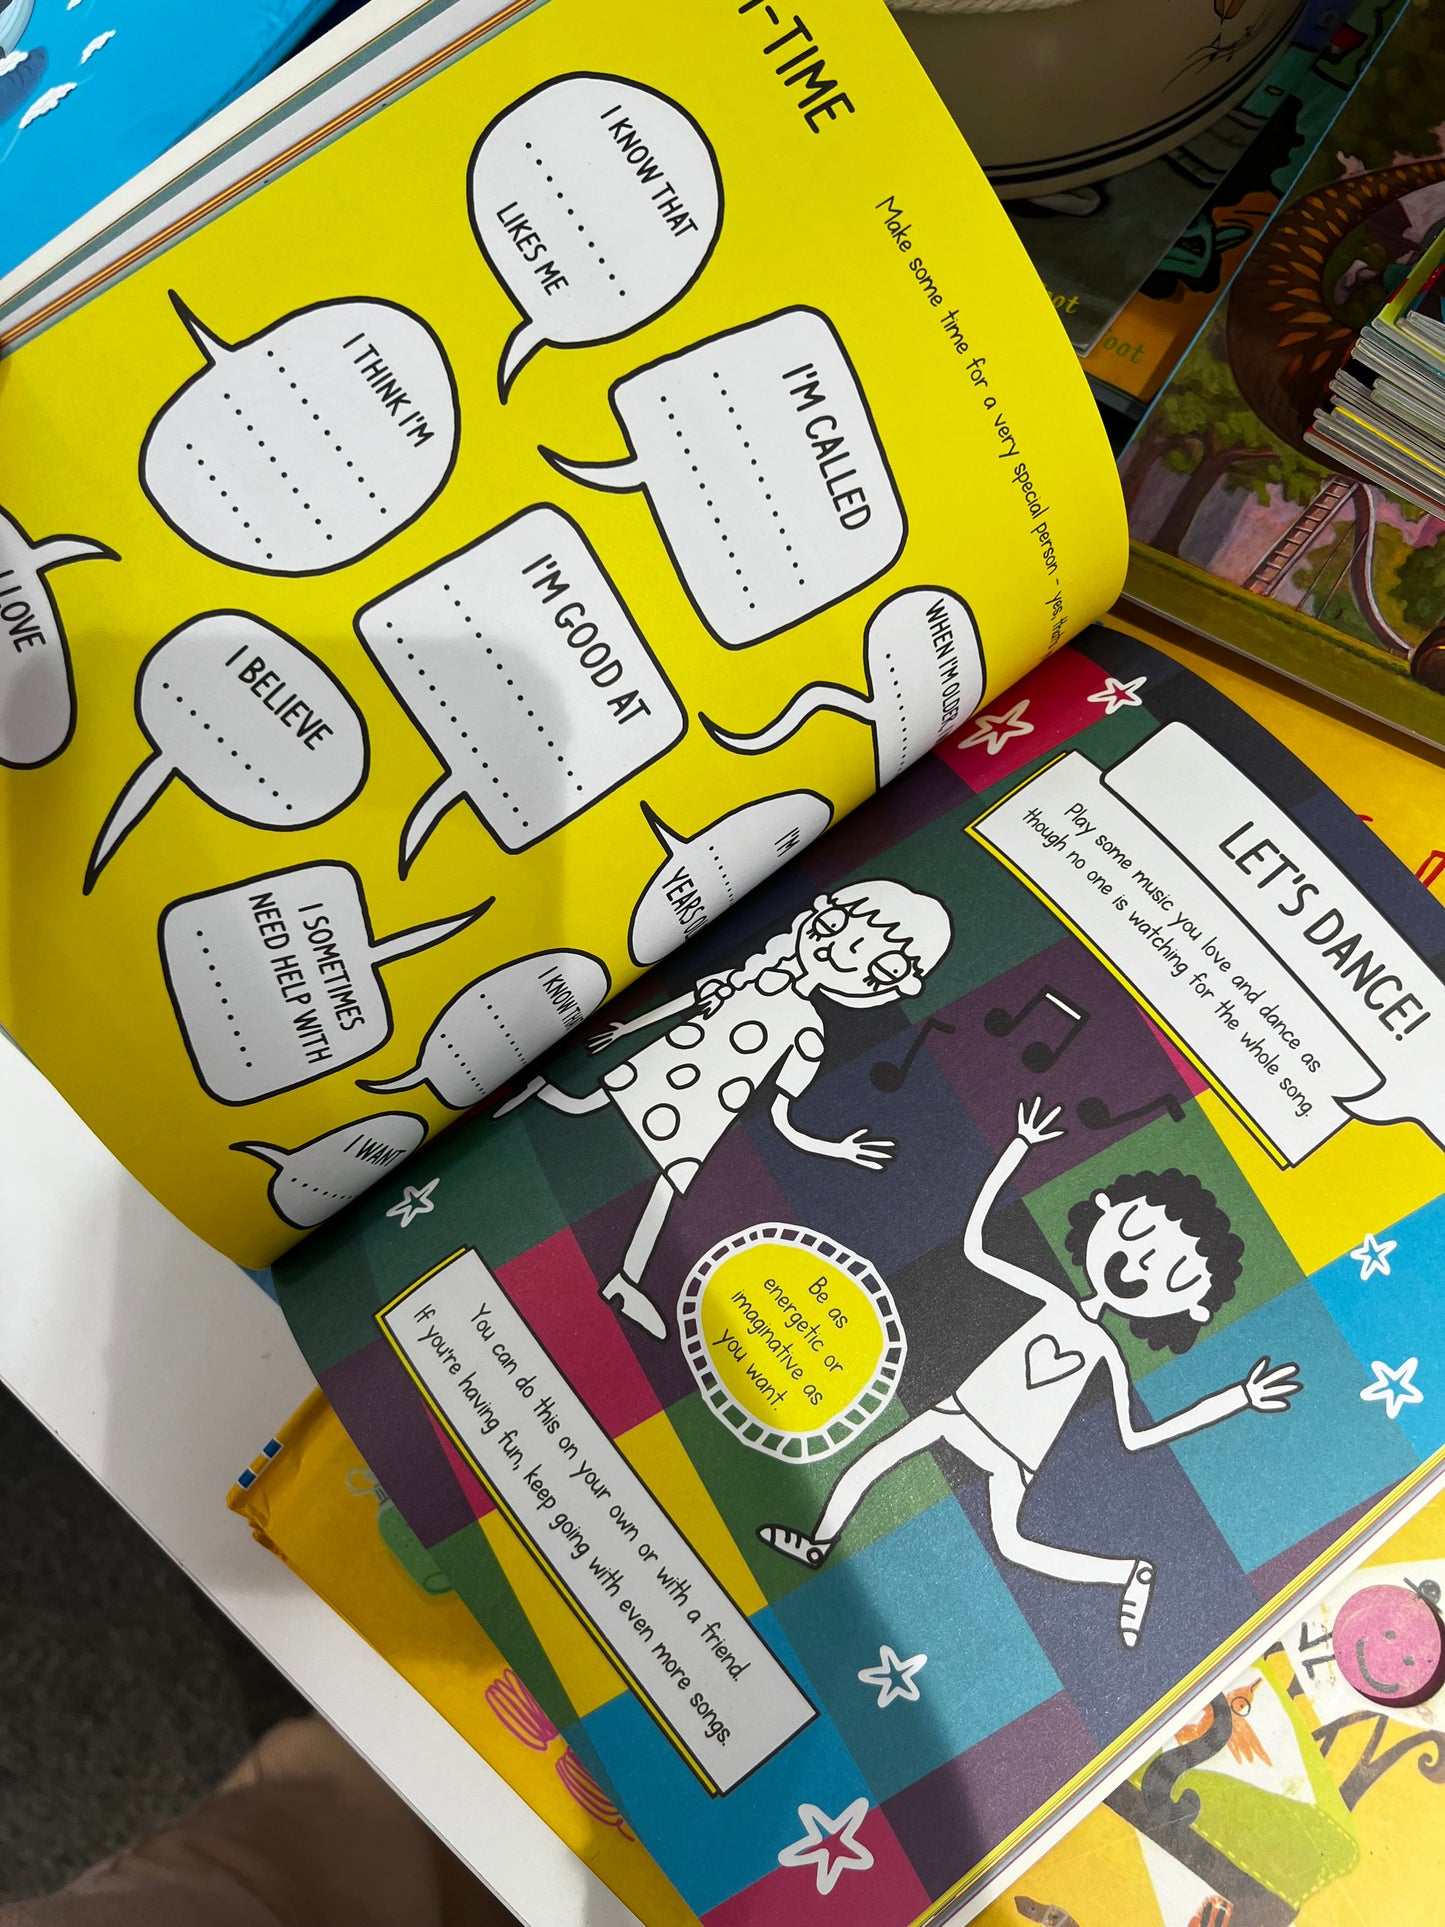 -TIME
Make some time for a very special person – yes,
I KNOW THAT
LIKES ME
I'M CALLED
WHEN I'M OLDER,
I THINK I'M
I'M GOOD AT
I'M
YEARS
I LOVE
I BELIEVE
I SOMETIMES
NEED HELP WITH
I KNOW THAT
I WANT
LET'S DANCE!
Play some music you love and dance as
though no one is watching for the whole song.
Be as
energetic or
imaginative as
you want.
You can do this on your own or with a friend.
If you're having fun, keep going with even more songs.
oot